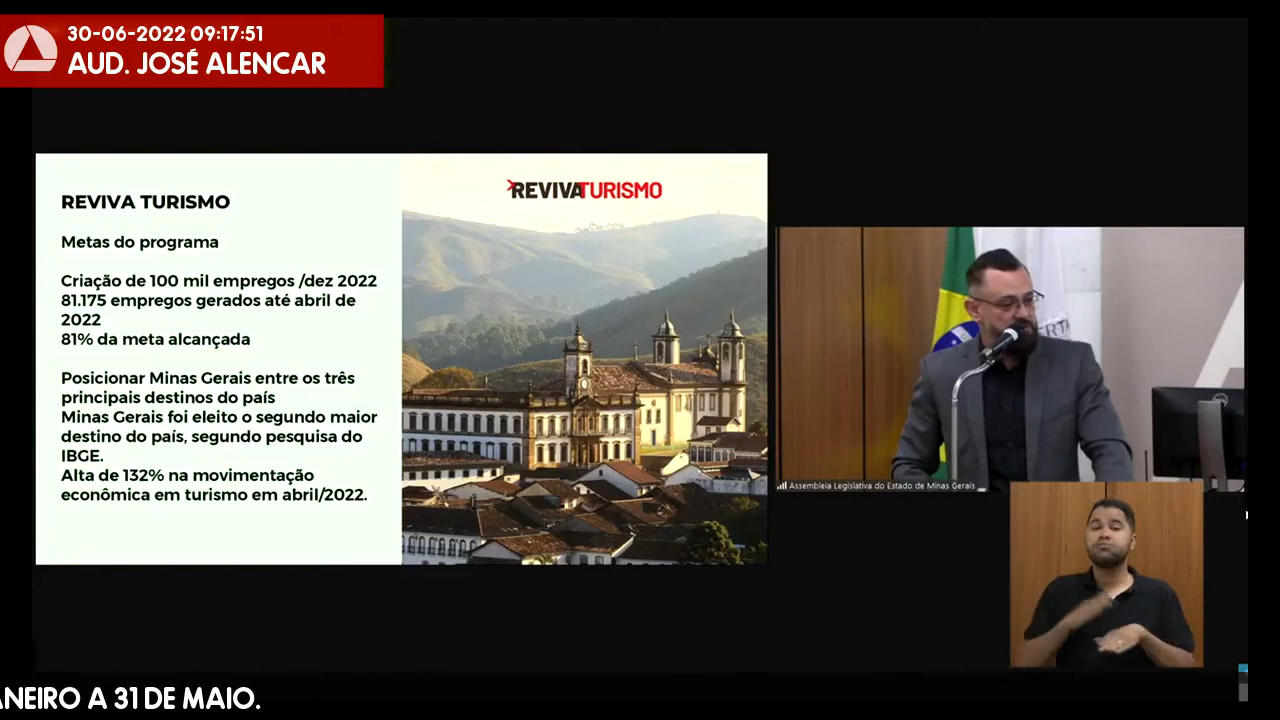 30-06-2022 09:17:51
AUD. JOSÉ ALENCAR
REVIVA TURISMO
Metas do programa
Criação de 100 mil empregos /dez 2022
81.175 empregos gerados até abril de
2022
81% da meta alcançada
Posicionar Minas Gerais entre os três
principais destinos do país
Minas Gerais foi eleito o segundo maior
destino do país, segundo pesquisa do
IBGE.
Alta de 132% na movimentação
econômica em turismo em abril/2022.
REVIVATURISMO
Assembleia Legislativa do Estado de Minas Gerais
ANEIRO A 31 DE MAIO.